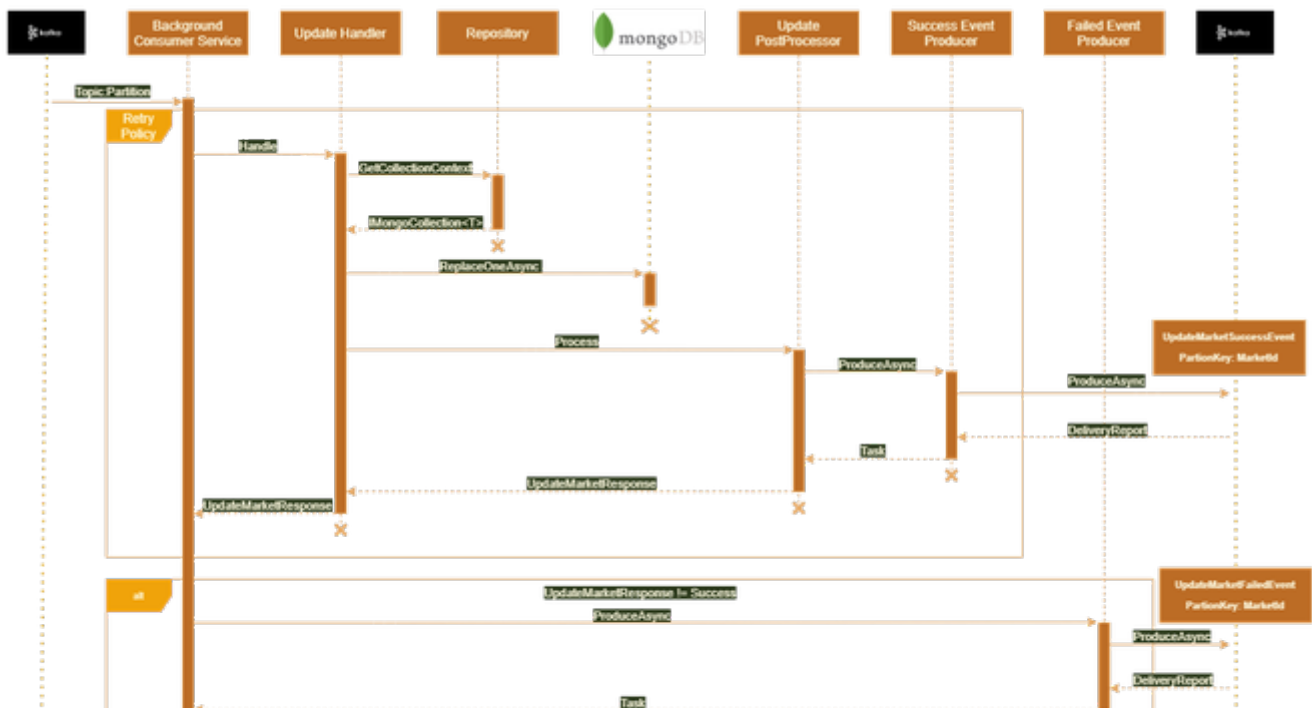 kafka
Background
Consumer Service
Update Handler
Repository
mongoDB
Update
PostProcessor
Success Event
Producer
Failed Event
Producer
kafka
Topic:Partition
Retry
Policy
Handle
GetCollectionContext
IMongoCollection<T>
ReplaceOneAsync
UpdateMarketSuccessEvent
PartionKey: MarketId
Process
ProduceAsync
ProduceAsync
DeliveryReport
Task
UpdateMarketResponse
UpdateMarketResponse
alt
UpdateMarketResponse != Success
UpdateMarketFailedEvent
PartionKey: MarketId
ProduceAsync
ProduceAsync
DeliveryReport
Task